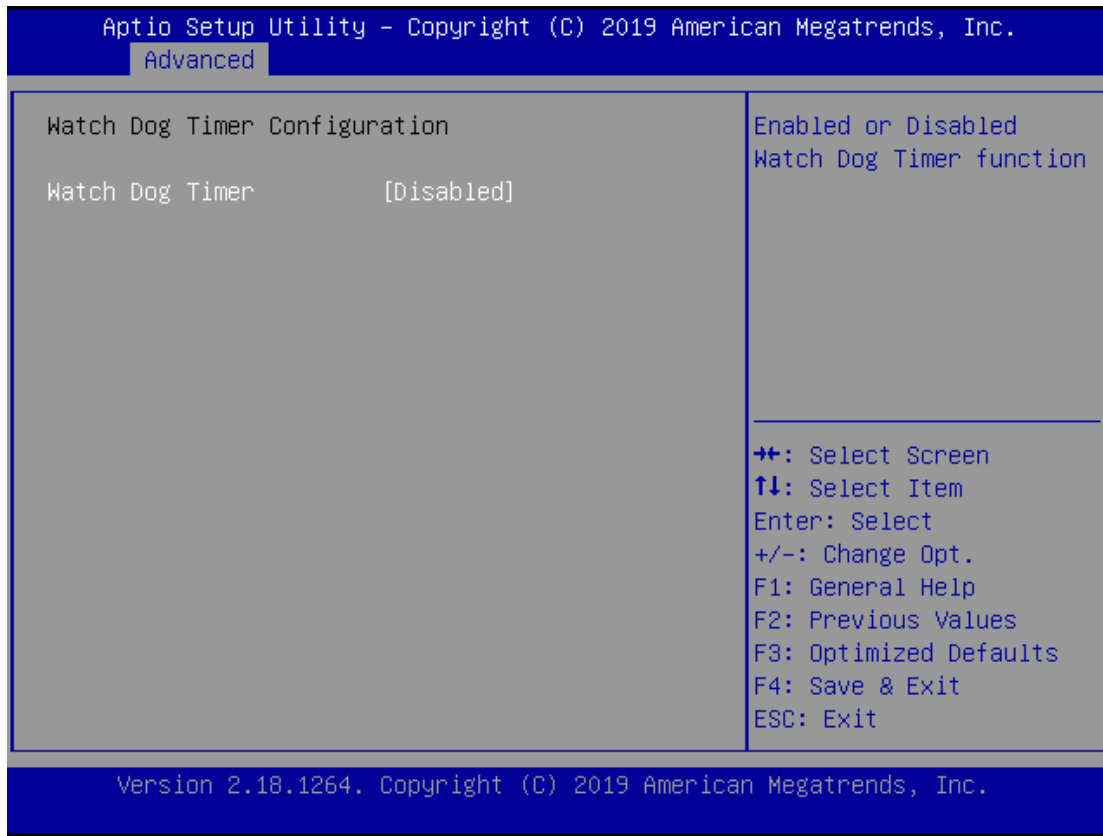 Aptio Setup Utility – Copyright (C) 2019 American Megatrends, Inc.
Advanced
Watch Dog Timer Configuration
Watch Dog Timer [Disabled]
Enabled or Disabled
Watch Dog Timer function
→←: Select Screen
↑↓: Select Item
Enter: Select
+/-: Change Opt.
F1: General Help
F2: Previous Values
F3: Optimized Defaults
F4: Save & Exit
ESC: Exit
Version 2.18.1264. Copyright (C) 2019 American Megatrends, Inc.